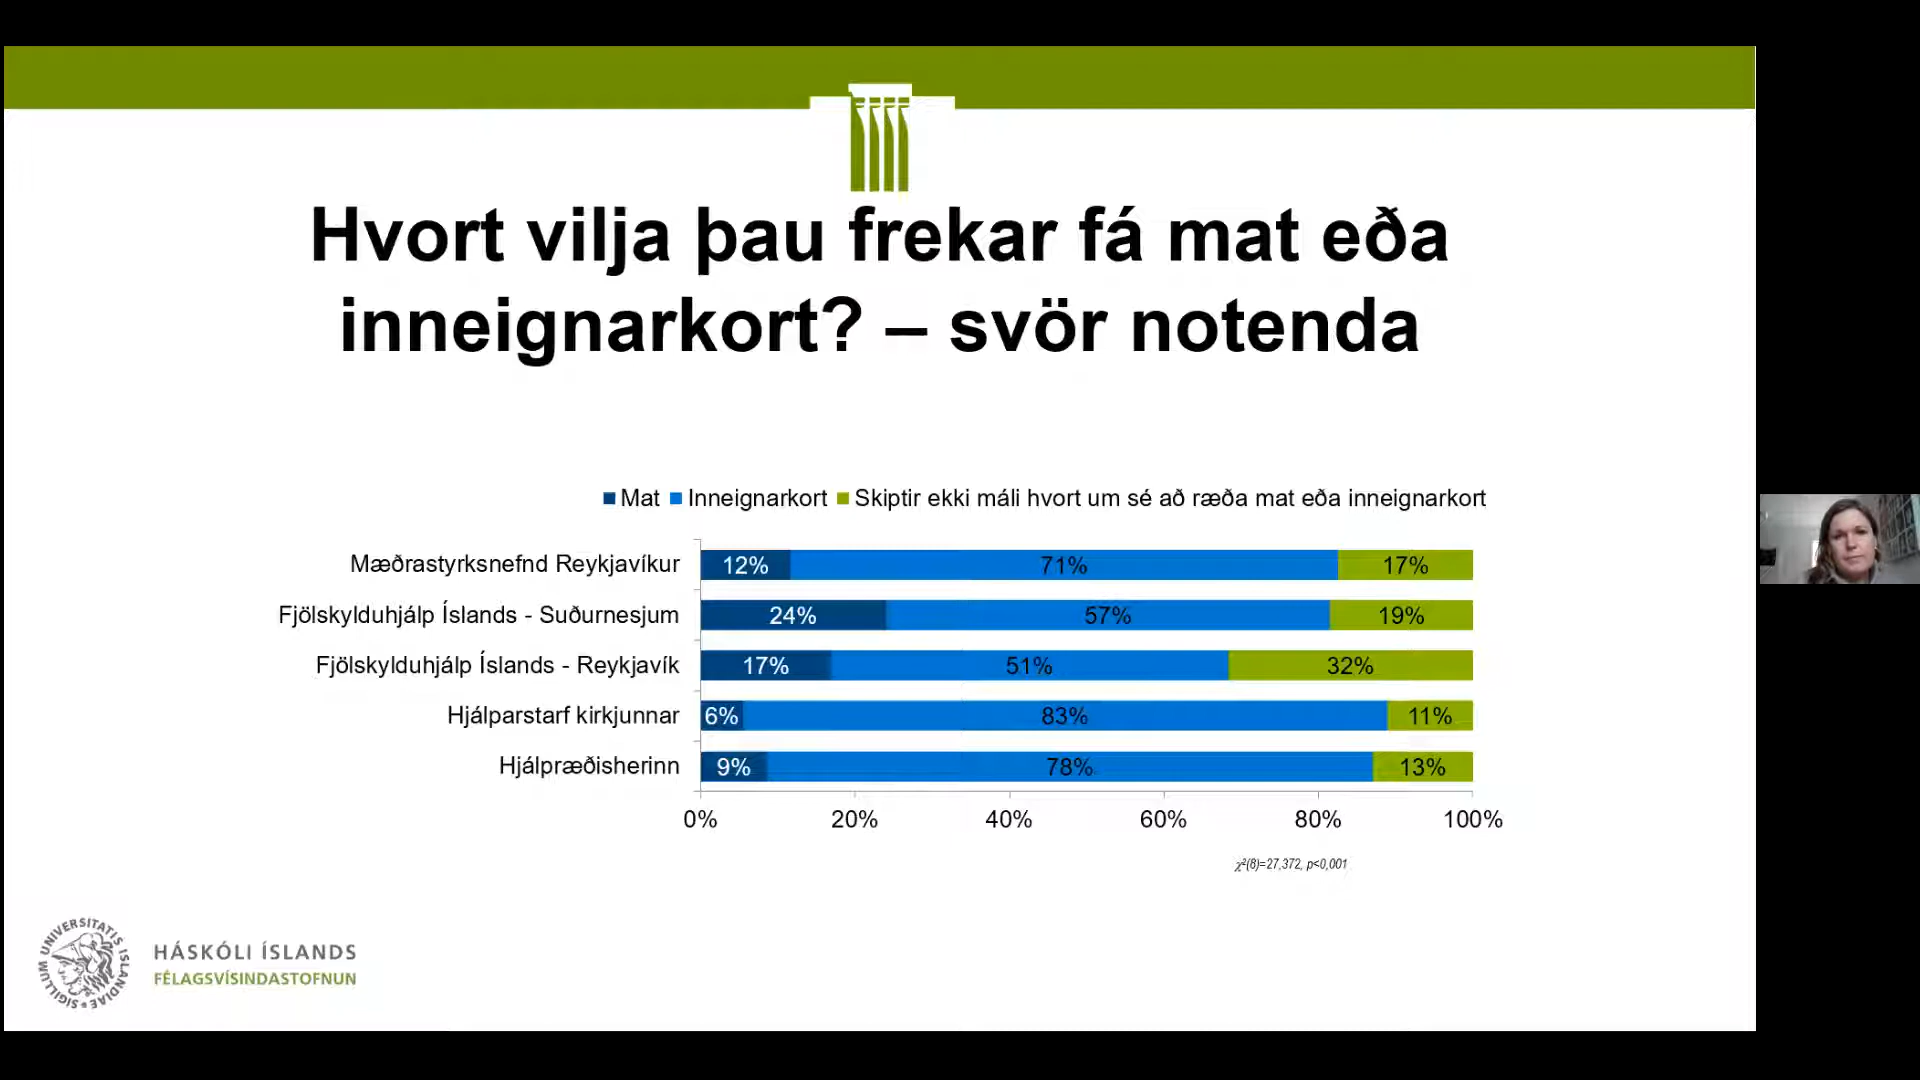 Hvort vilja þau frekar fá mat eða
inneignarkort? – svör notenda
Mat Inneignarkort Skiptir ekki máli hvort um sé að ræða mat eða inneignarkort
Mæðrastyrksnefnd Reykjavíkur 12% 71% 17%
Fjölskylduhjálp Íslands - Suðurnesjum 24% 57% 19%
Fjölskylduhjálp Íslands - Reykjavík 17% 51% 32%
Hjálparstarf kirkjunnar 6% 83% 11%
Hjálpræðisherinn 9% 78% 13%
0% 20% 40% 60% 80% 100%
χ²(8)=27,372, p<0,001
SIGILLUM UNIVERSITATIS ISLANDIAE
HÁSKÓLI ÍSLANDS
FÉLAGSVÍSINDASTOFNUN